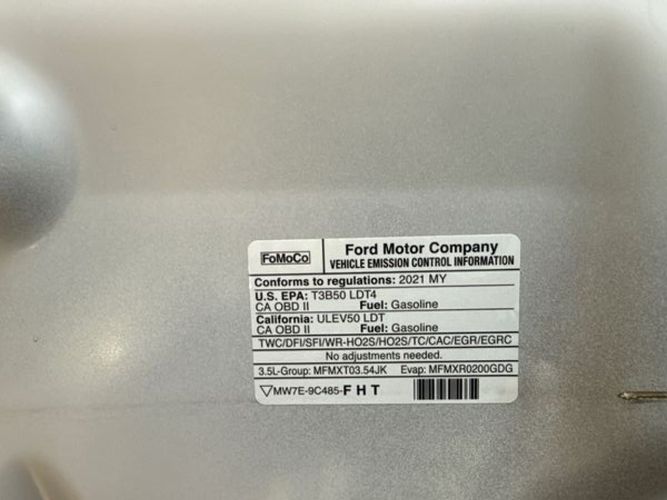 FoMoCo
Ford Motor Company
VEHICLE EMISSION CONTROL INFORMATION
Conforms to regulations: 2021 MY
U.S. EPA: T3B50 LDT4
CA OBD II Fuel: Gasoline
California: ULEV50 LDT
CA OBD II Fuel: Gasoline
TWC/DFI/SFI/WR-HO2S/HO2S/TC/CAC/EGR/EGRC
No adjustments needed.
3.5L-Group: MFMXT03.54JK Evap: MFMXR0200GDG
▽MW7E-9C485-F H T